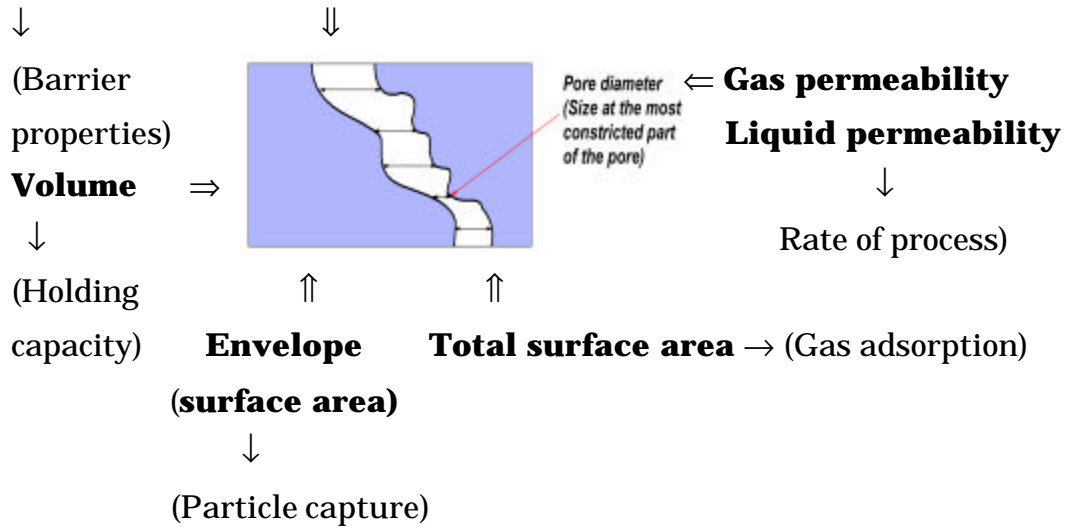 ↓ ⇓
(Barrier
properties)
Pore diameter
(Size at the most
constricted part
of the pore)
⇐ Gas permeability
Liquid permeability
Volume ⇒
↓
↓
Rate of process)
(Holding
capacity)
⇑ ⇑
Envelope
(surface area)
Total surface area → (Gas adsorption)
↓
(Particle capture)